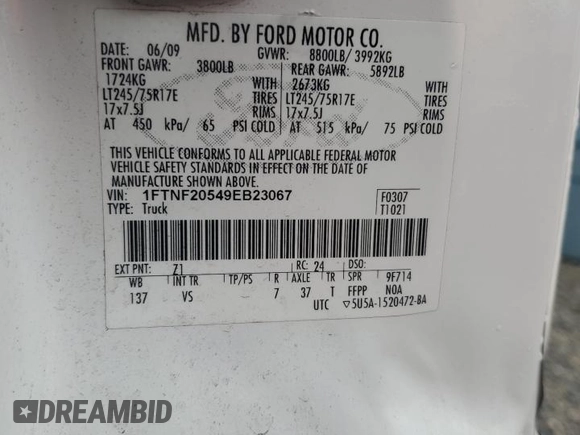 MFD. BY FORD MOTOR CO.
DATE: 06/09 GVWR: 8800LB/ 3992KG
FRONT GAWR: 3800LB REAR GAWR: 5892LB
1724KG WITH 2673KG WITH
LT245/75R17E TIRES LT245/75R17E TIRES
17x7.5J RIMS 17x7.5J RIMS
AT 450 kPa/ 65 PSI COLD AT 515 kPa/ 75 PSI COLD
THIS VEHICLE CONFORMS TO ALL APPLICABLE FEDERAL MOTOR
VEHICLE SAFETY STANDARDS IN EFFECT ON THE DATE OF
MANUFACTURE SHOWN ABOVE.
VIN: 1FTNF20549EB23067 F0307
TYPE: Truck T1021
EXT PNT: Z1 RC: 24 DSO:
WB INT TR TP/PS R AXLE TR SPR 9F714
137 VS 7 37 T FFPP N0A
UTC ▽5U5A-1520472-BA
DREAMBID